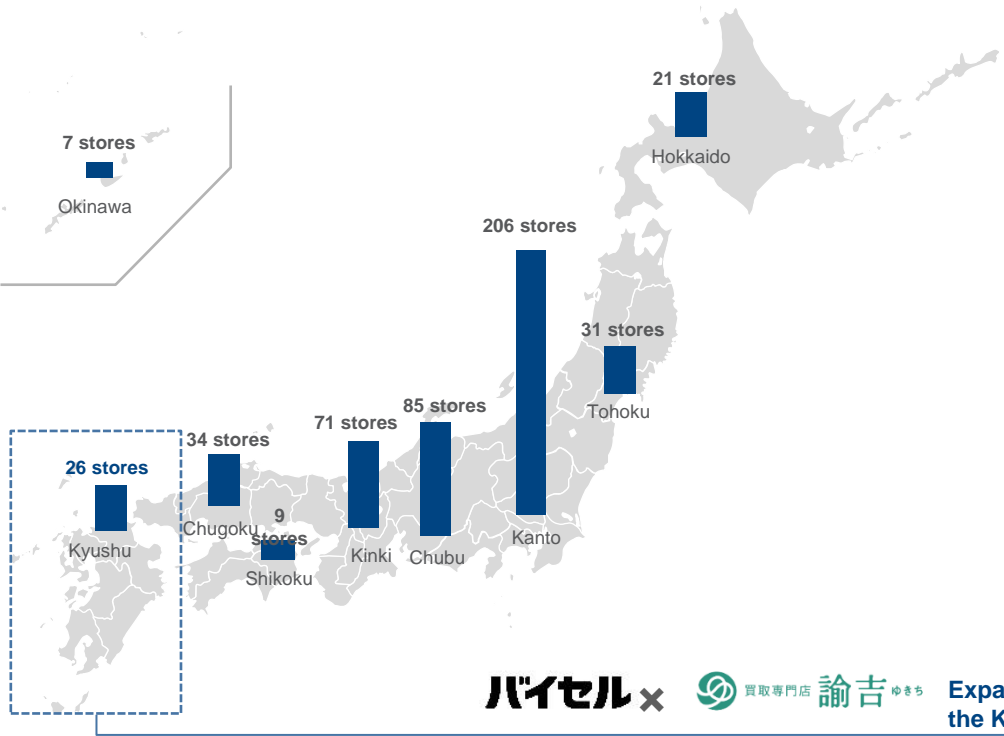 21 stores
Hokkaido
7 stores
Okinawa
206 stores
31 stores
Tohoku
85 stores
71 stores
34 stores
26 stores
9
stores
Chugoku
Kyushu
Kinki
Chubu
Kanto
Shikoku
バイセル × 買取専門店 諭吉 ゆきち
Expa
the K